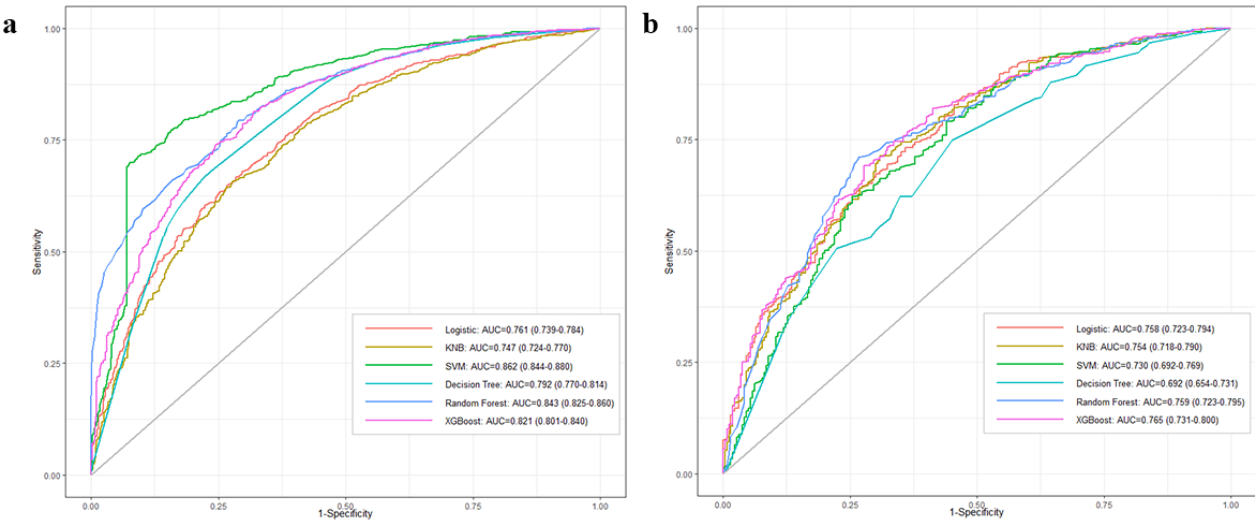 a
1.00
0.75
0.50
0.25
0.00
Sensitivity
0.00
0.25
0.50
0.75
1.00
1-Specificity
Logistic: AUC=0.761 (0.739-0.784)
KNB: AUC=0.747 (0.724-0.770)
SVM: AUC=0.862 (0.844-0.880)
Decision Tree: AUC=0.792 (0.770-0.814)
Random Forest: AUC=0.843 (0.825-0.860)
XGBoost: AUC=0.821 (0.801-0.840)
b
1.00
0.75
0.50
0.25
0.00
Sensitivity
0.00
0.25
0.50
0.75
1.00
1-Specificity
Logistic: AUC=0.758 (0.723-0.794)
KNB: AUC=0.754 (0.718-0.790)
SVM: AUC=0.730 (0.692-0.769)
Decision Tree: AUC=0.692 (0.654-0.731)
Random Forest: AUC=0.759 (0.723-0.795)
XGBoost: AUC=0.765 (0.731-0.800)